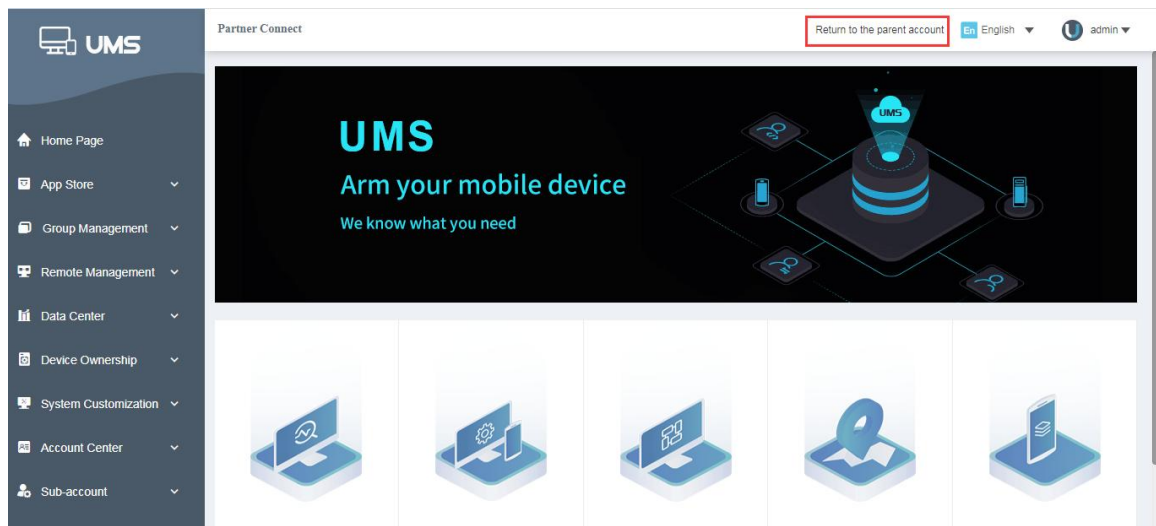 UMS
Partner Connect
Return to the parent account
En English
admin
Home Page
App Store
Group Management
Remote Management
Data Center
Device Ownership
System Customization
Account Center
Sub-account
UMS
Arm your mobile device
We know what you need
UMS